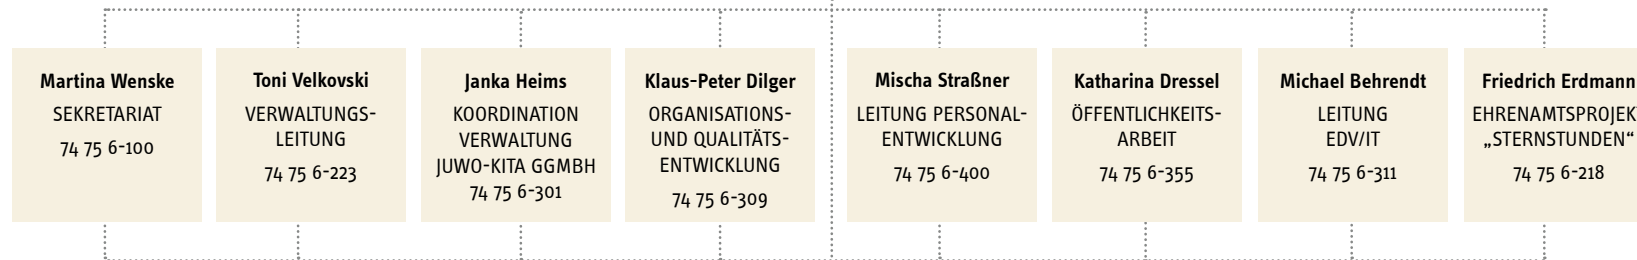 Martina Wenske
SEKRETARIAT
74 75 6-100
Toni Velkovski
VERWALTUNGS-
LEITUNG
74 75 6-223
Janka Heims
KOORDINATION
VERWALTUNG
JUWO-KITA GGMBH
74 75 6-301
Klaus-Peter Dilger
ORGANISATIONS-
UND QUALITÄTS-
ENTWICKLUNG
74 75 6-309
Mischa Straßner
LEITUNG PERSONAL-
ENTWICKLUNG
74 75 6-400
Katharina Dressel
ÖFFENTLICHKEITS-
ARBEIT
74 75 6-355
Michael Behrendt
LEITUNG
EDV/IT
74 75 6-311
Friedrich Erdmann
EHRENAMTSPROJEKT
„STERNSTUNDEN“
74 75 6-218